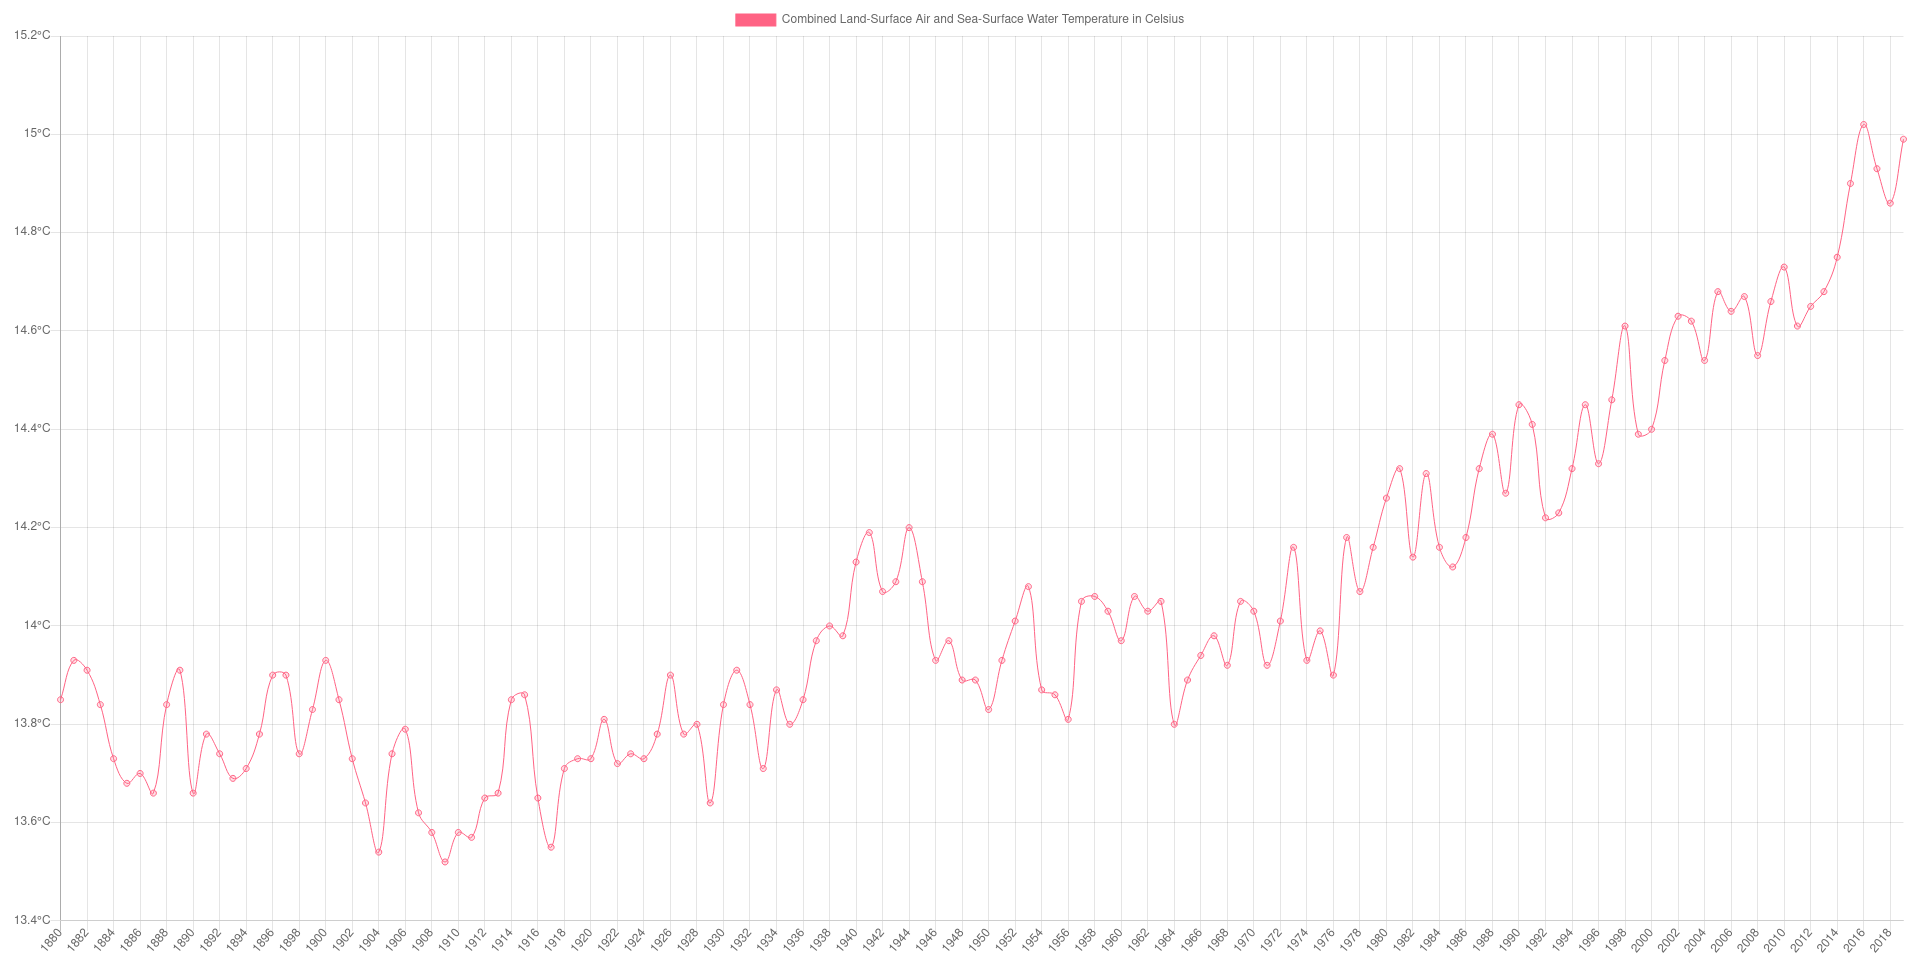 Combined Land-Surface Air and Sea-Surface Water Temperature in Celsius
15.2°C
15°C
14.8°C
14.6°C
14.4°C
14.2°C
14°C
13.8°C
13.6°C
13.4°C
1880 1882 1884 1886 1888 1890 1892 1894 1896 1898 1900 1902 1904 1906 1908 1910 1912 1914 1916 1918 1920 1922 1924 1926 1928 1930 1932 1934 1936 1938 1940 1942 1944 1946 1948 1950 1952 1954 1956 1958 1960 1962 1964 1966 1968 1970 1972 1974 1976 1978 1980 1982 1984 1986 1988 1990 1992 1994 1996 1998 2000 2002 2004 2006 2008 2010 2012 2014 2016 2018